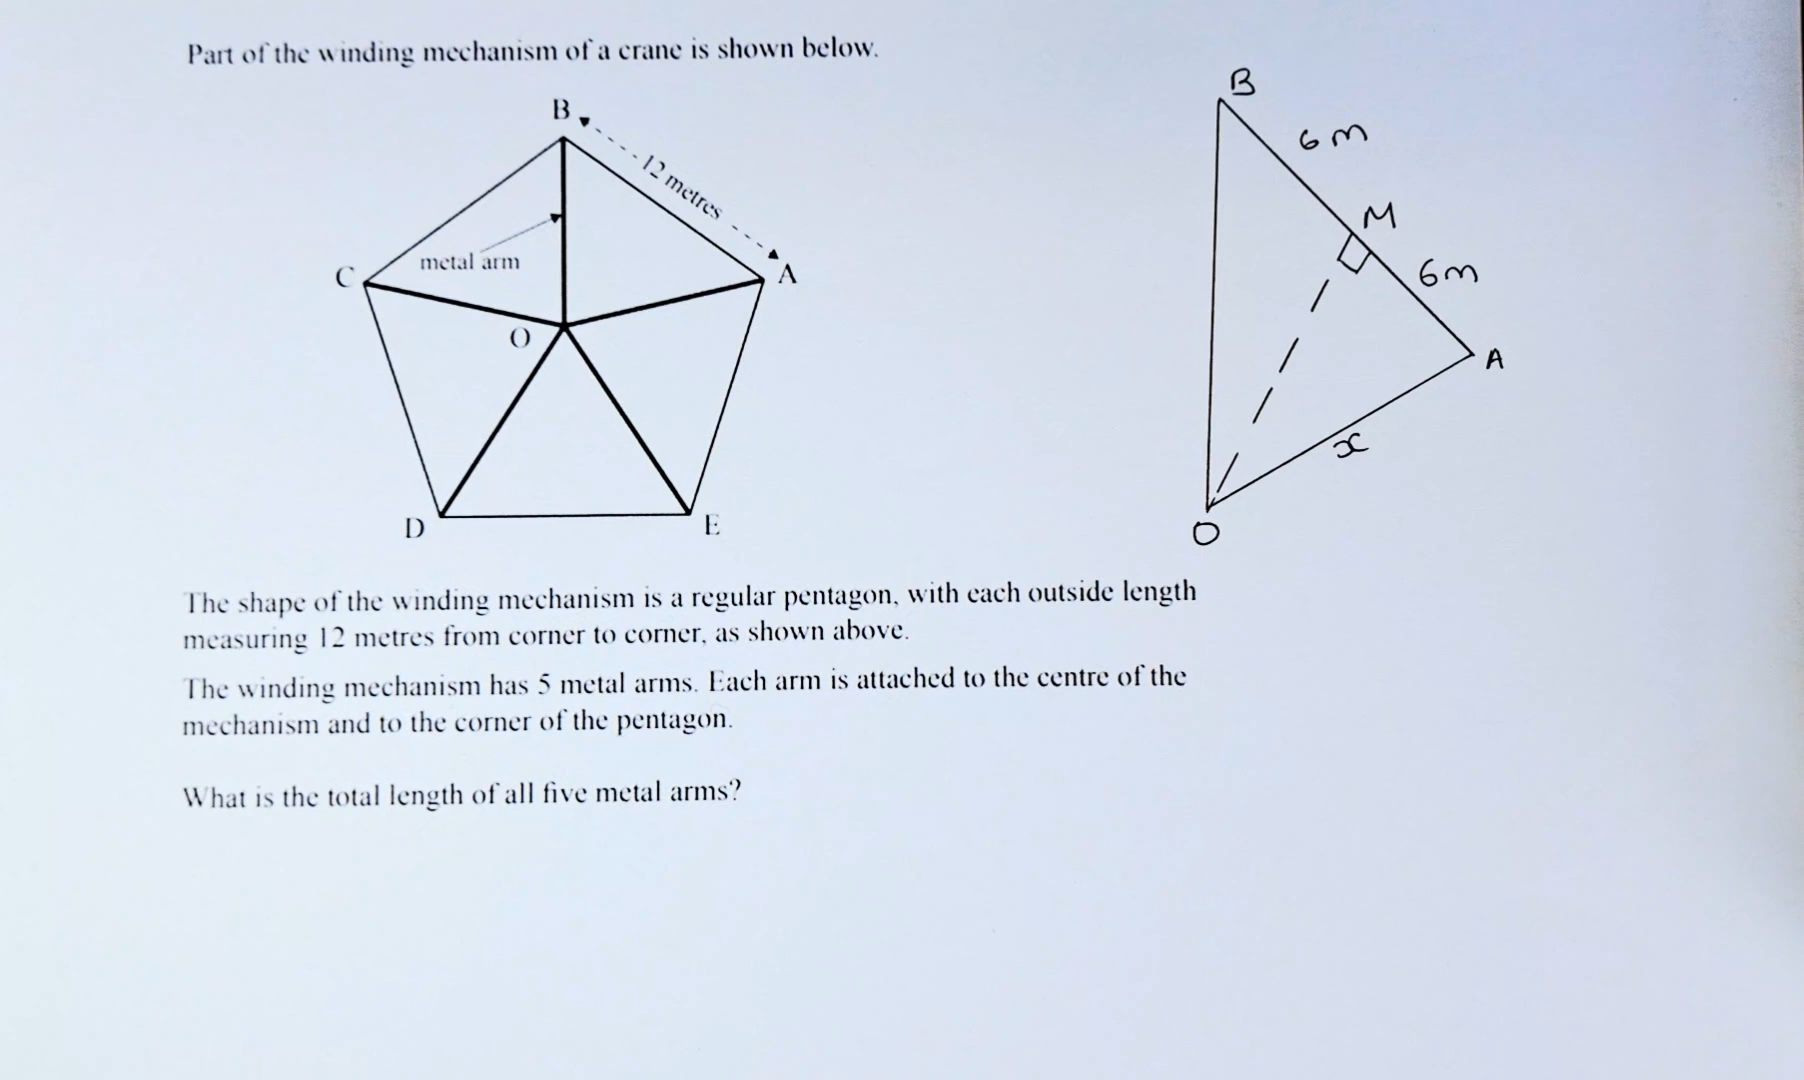 Part of the winding mechanism of a crane is shown below.
B
12 metres
metal arm
C
A
O
D
E
B
6m
M
6m
A
x
O
The shape of the winding mechanism is a regular pentagon, with each outside length
measuring 12 metres from corner to corner, as shown above.
The winding mechanism has 5 metal arms. Each arm is attached to the centre of the
mechanism and to the corner of the pentagon.
What is the total length of all five metal arms?